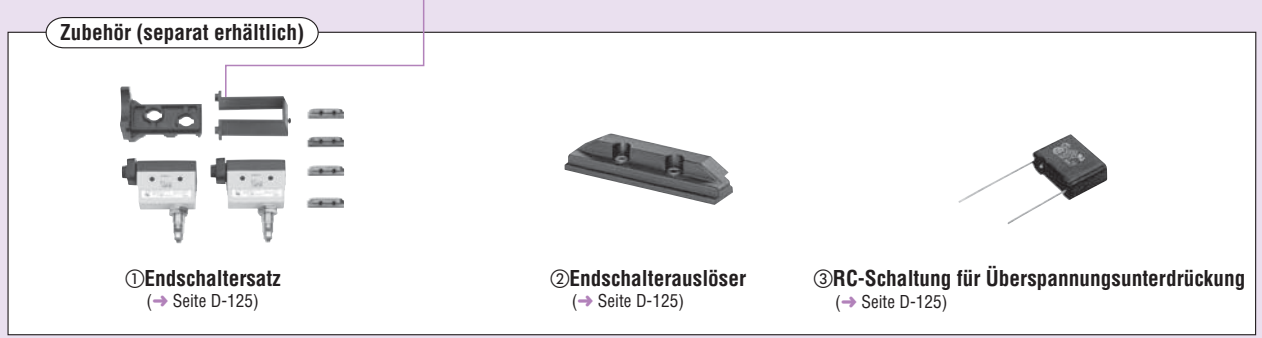 Zubehör (separat erhältlich)
①Endschaltersatz
(➜ Seite D-125)
②Endschalterauslöser
(➜ Seite D-125)
③RC-Schaltung für Überspannungsunterdrückung
(➜ Seite D-125)